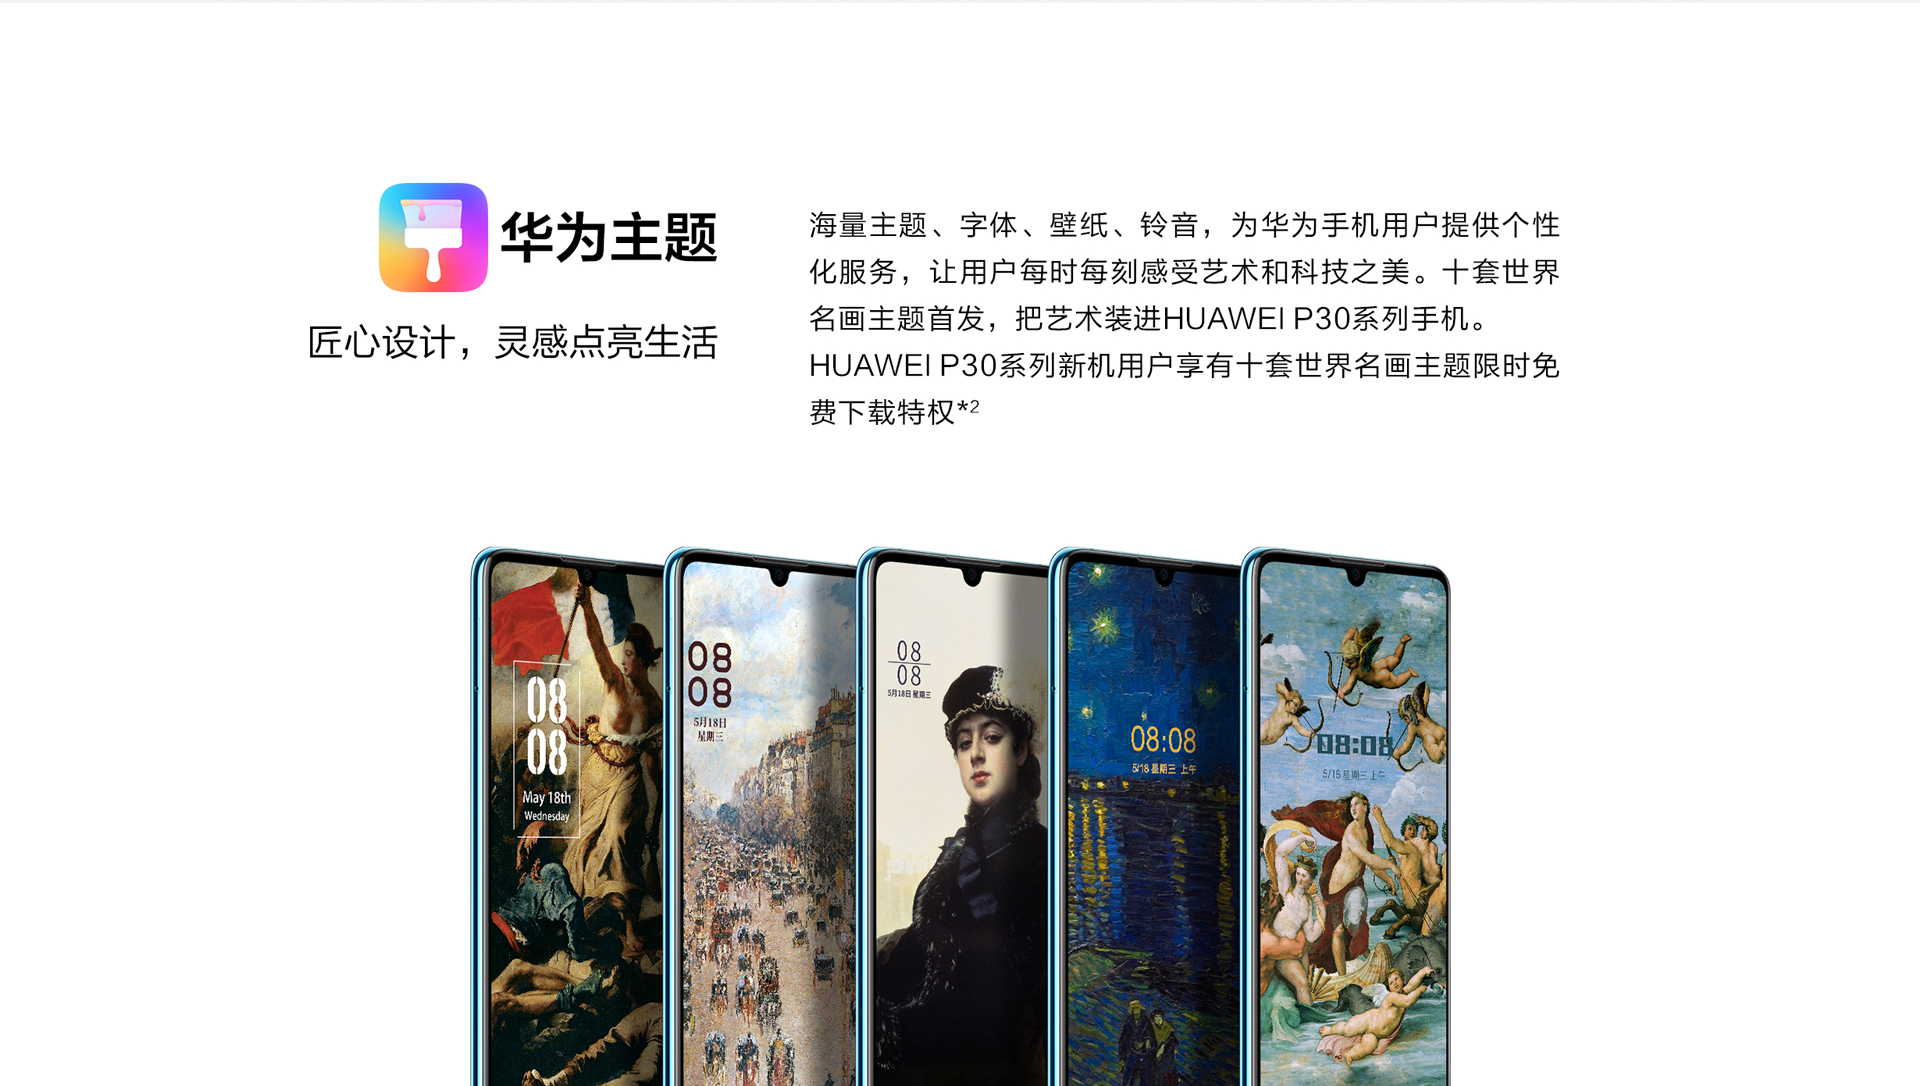 华为主题
匠心设计，灵感点亮生活
海量主题、字体、壁纸、铃音，为华为手机用户提供个性
化服务，让用户每时每刻感受艺术和科技之美。十套世界
名画主题首发，把艺术装进HUAWEI P30系列手机。
HUAWEI P30系列新机用户享有十套世界名画主题限时免
费下载特权*2
08
08
May 18th
Wednesday
08
08
5月18日
星期三
08
08
5月18日 星期三
08:08
5/18 星期三 上午
08:08
5/18 星期三 上午